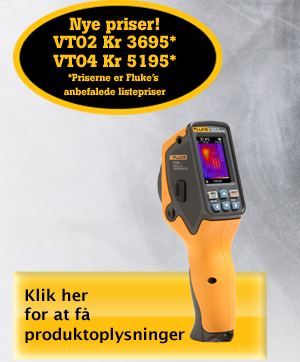 Nye priser!
VT02 Kr 3695*
VT04 Kr 5195*
*Priserne er Fluke's
anbefalede listepriser
FLUKE
Klik her
for at få
produktoplysninger